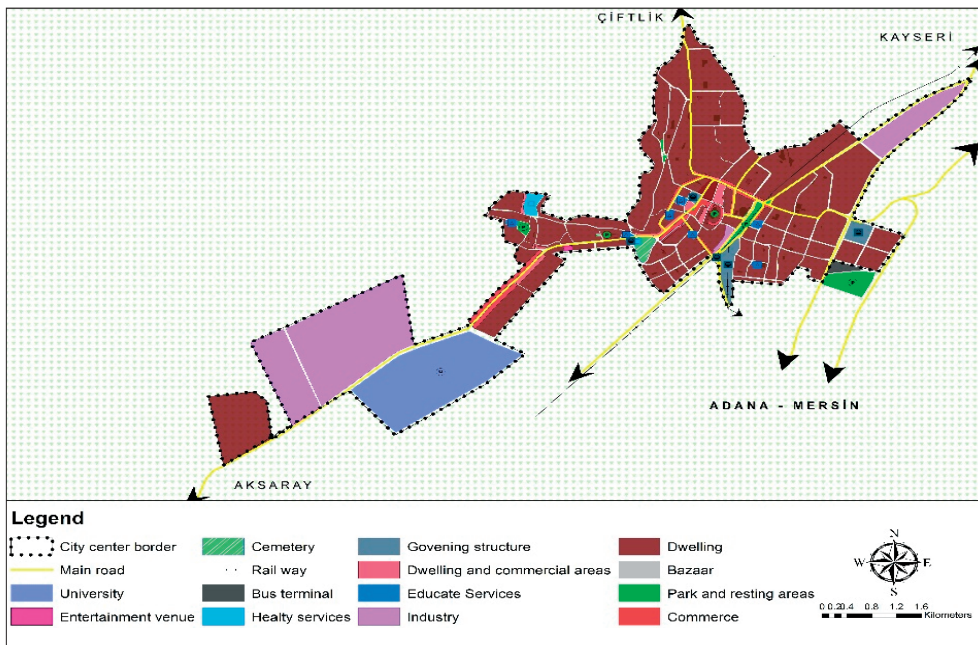 ÇİFTLİK
KAYSERİ
ADANA - MERSİN
AKSARAY
Legend
City center border
Cemetery
Govening structure
Dwelling
Main road
Rail way
Dwelling and commercial areas
Bazaar
University
Bus terminal
Educate Services
Park and resting areas
Entertainment venue
Healty services
Industry
Commerce
N
W E
S
0 0.20.4 0.8 1.2 1.6
Kilometers